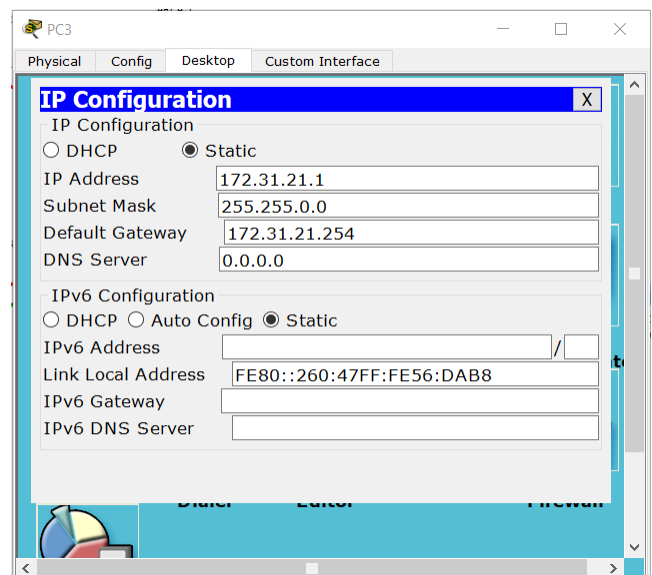 PC3
Physical Config Desktop Custom Interface
IP Configuration X
IP Configuration
DHCP Static
IP Address 172.31.21.1
Subnet Mask 255.255.0.0
Default Gateway 172.31.21.254
DNS Server 0.0.0.0
IPv6 Configuration
DHCP Auto Config Static
IPv6 Address /
Link Local Address FE80::260:47FF:FE56:DAB8
IPv6 Gateway
IPv6 DNS Server
Dialer Editor Firewall